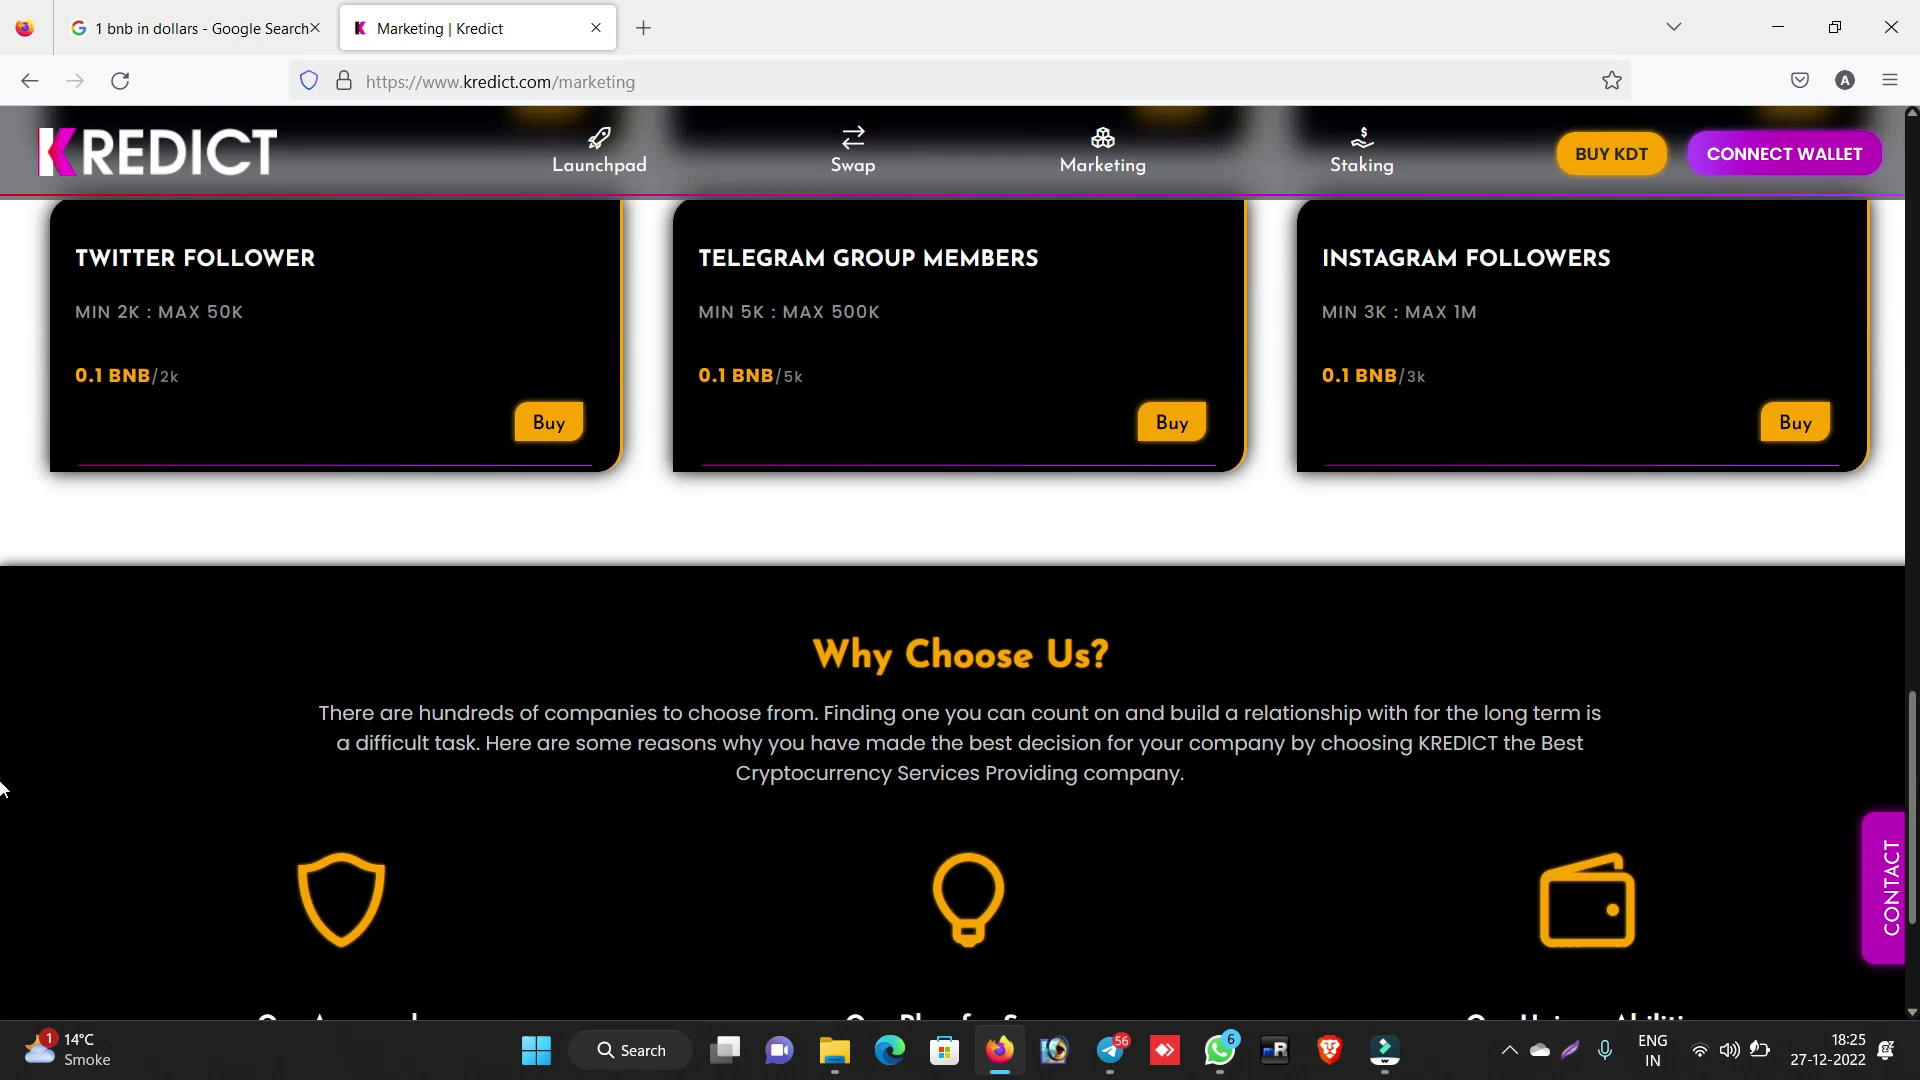 1 bnb in dollars - Google Search
Marketing | Kredict
https://www.kredict.com/marketing
KREDICT
Launchpad
Swap
Marketing
Staking
BUY KDT
CONNECT WALLET
TWITTER FOLLOWER
MIN 2K : MAX 50K
0.1 BNB/2k
Buy
TELEGRAM GROUP MEMBERS
MIN 5K : MAX 500K
0.1 BNB/5k
Buy
INSTAGRAM FOLLOWERS
MIN 3K : MAX 1M
0.1 BNB/3k
Buy
Why Choose Us?
There are hundreds of companies to choose from. Finding one you can count on and build a relationship with for the long term is
a difficult task. Here are some reasons why you have made the best decision for your company by choosing KREDICT the Best
Cryptocurrency Services Providing company.
CONTACT
1
14°C
Smoke
Search
56
6
mR
ENG
IN
18:25
27-12-2022